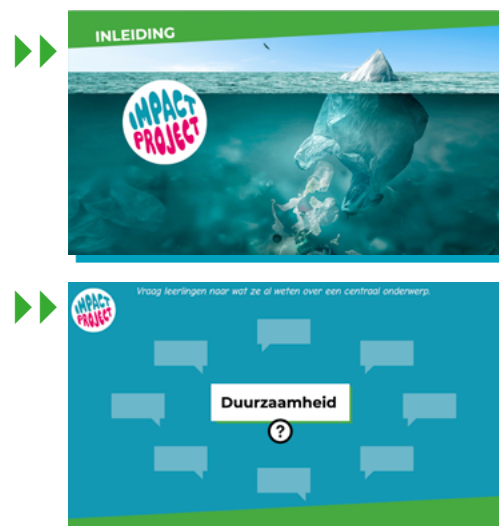 INLEIDING
IMPACT
PROJECT
IMPACT
PROJECT
Vraag leerlingen naar wat ze al weten over een centraal onderwerp.
Duurzaamheid
?